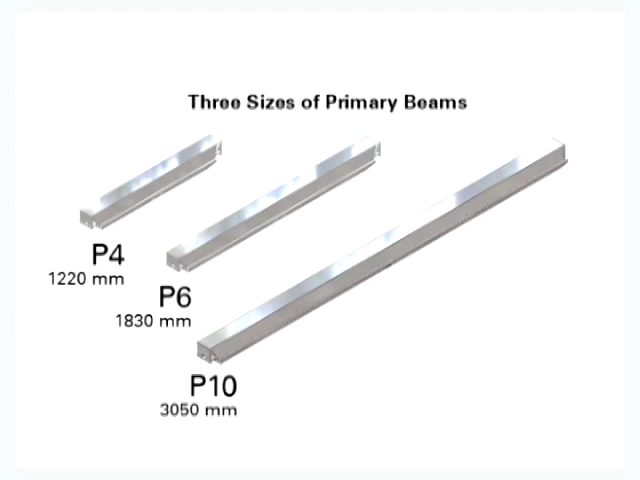 Three Sizes of Primary Beams
P4
1220 mm
P6
1830 mm
P10
3050 mm